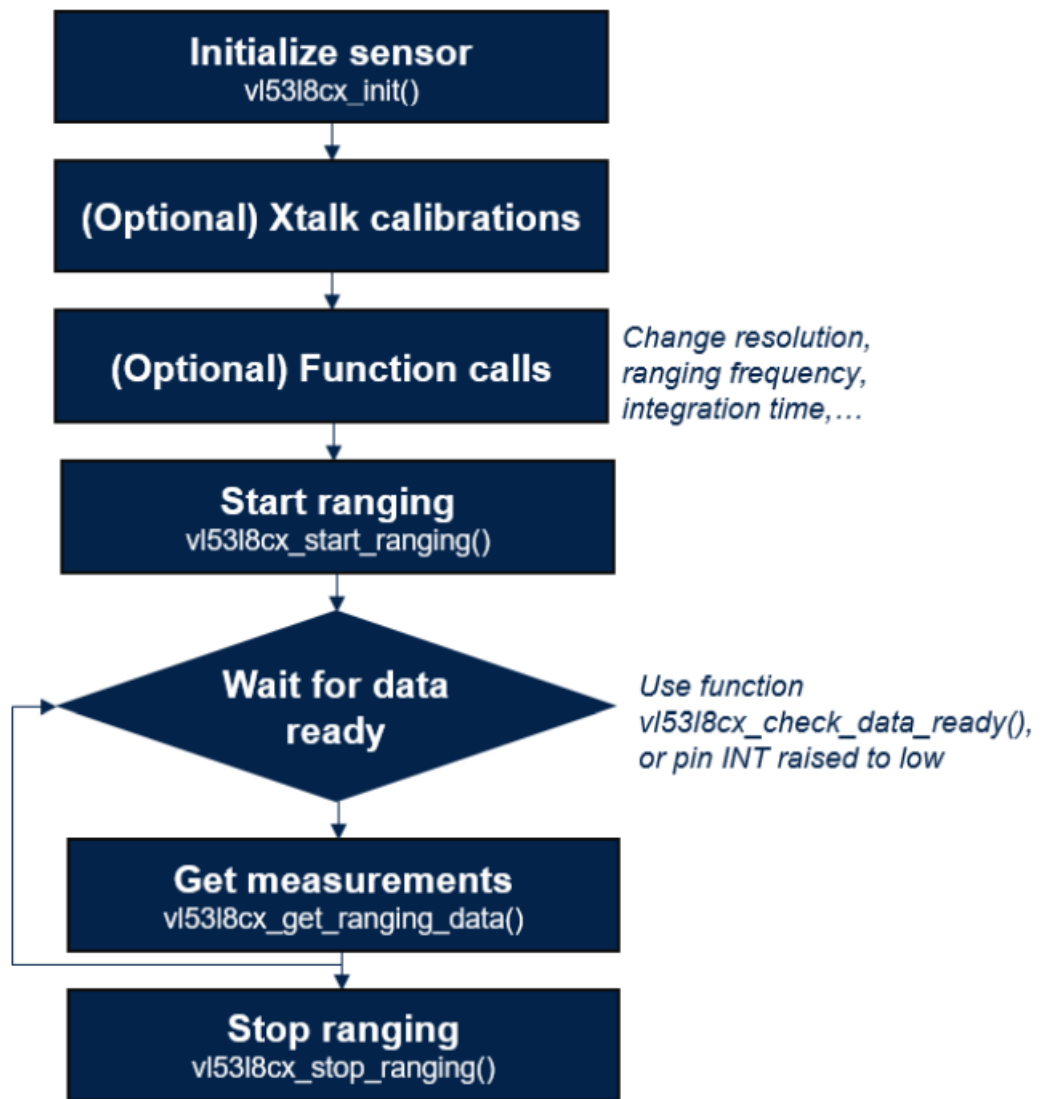 Initialize sensor
vl53l8cx_init()
(Optional) Xtalk calibrations
(Optional) Function calls
Change resolution,
ranging frequency,
integration time,...
Start ranging
vl53l8cx_start_ranging()
Wait for data
ready
Use function
vl53l8cx_check_data_ready(),
or pin INT raised to low
Get measurements
vl53l8cx_get_ranging_data()
Stop ranging
vl53l8cx_stop_ranging()